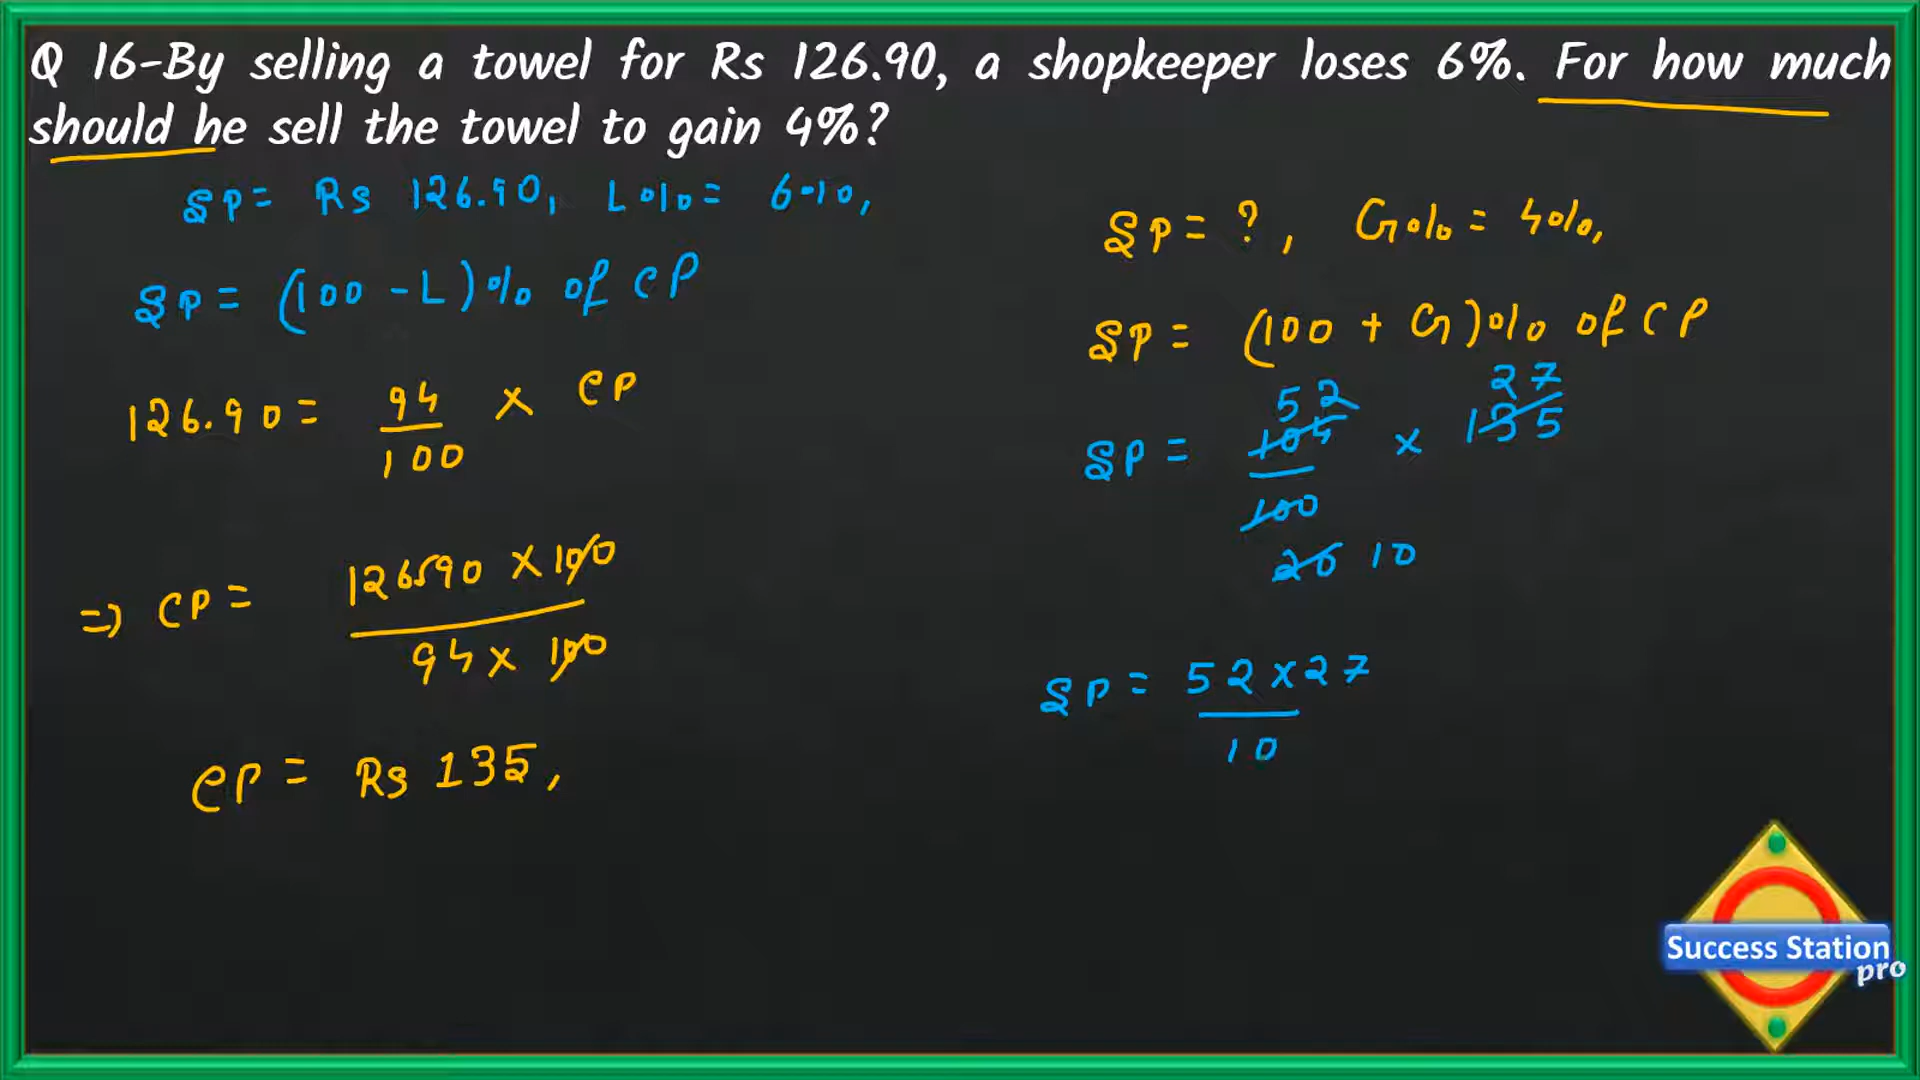 Q 16-By selling a towel for Rs 126.90, a shopkeeper loses 6%. For how much
should he sell the towel to gain 4%?
SP = Rs 126.90, L% = 6%,
SP = (100 - L)% of CP
126.90 = 94/100 × CP
=> CP = 12690 × 100 / 94 × 100
CP = Rs 135,
SP = ?, G% = 4%,
SP = (100 + G)% of CP
52 27
SP = 104/100 × 135
20 10
SP = 52 × 27 / 10
Success Station
pro